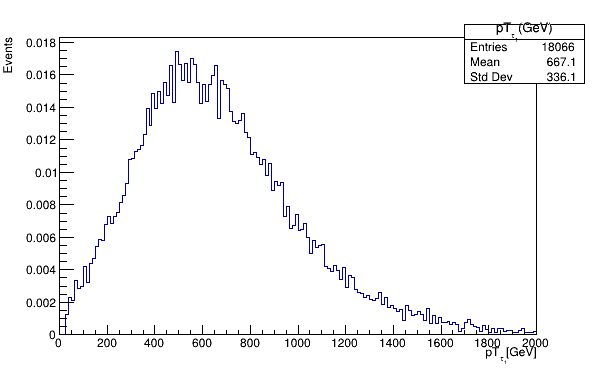 pT_τ₁(GeV)
Entries 18066
Mean 667.1
Std Dev 336.1
Events
0.018
0.016
0.014
0.012
0.01
0.008
0.006
0.004
0.002
0
0 200 400 600 800 1000 1200 1400 1600 1800 2000
pT_τ₁[GeV]